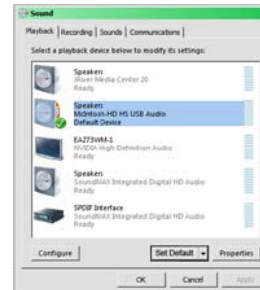 Sound
Playback Recording Sounds Communications
Select a playback device below to modify its settings:
Speakers
JRiver Media Center 20
Ready
Speakers
McIntosh-HD HS USB Audio
Default Device
EA273WM-1
NVIDIA High Definition Audio
Ready
Speakers
SoundMAX Integrated Digital HD Audio
Ready
SPDIF Interface
SoundMAX Integrated Digital HD Audio
Ready
Configure Set Default Properties
OK Cancel Apply